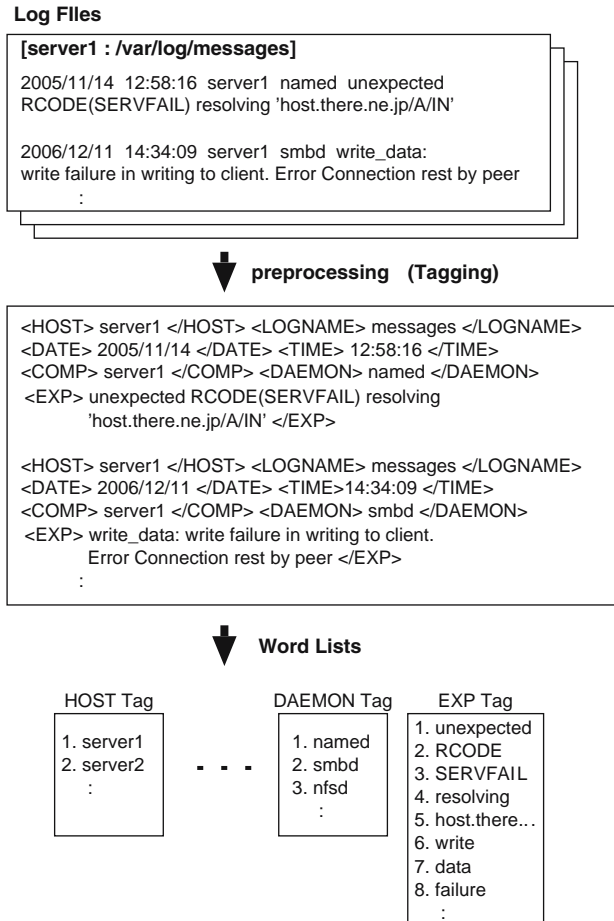 Log FIles
[server1 : /var/log/messages]
2005/11/14 12:58:16 server1 named unexpected
RCODE(SERVFAIL) resolving 'host.there.ne.jp/A/IN'
2006/12/11 14:34:09 server1 smbd write_data:
write failure in writing to client. Error Connection rest by peer
:
preprocessing (Tagging)
<HOST> server1 </HOST> <LOGNAME> messages </LOGNAME>
<DATE> 2005/11/14 </DATE> <TIME> 12:58:16 </TIME>
<COMP> server1 </COMP> <DAEMON> named </DAEMON>
<EXP> unexpected RCODE(SERVFAIL) resolving
'host.there.ne.jp/A/IN' </EXP>
<HOST> server1 </HOST> <LOGNAME> messages </LOGNAME>
<DATE> 2006/12/11 </DATE> <TIME>14:34:09 </TIME>
<COMP> server1 </COMP> <DAEMON> smbd </DAEMON>
<EXP> write_data: write failure in writing to client.
Error Connection rest by peer </EXP>
:
Word Lists
HOST Tag
1. server1
2. server2
:
- - -
DAEMON Tag
1. named
2. smbd
3. nfsd
:
EXP Tag
1. unexpected
2. RCODE
3. SERVFAIL
4. resolving
5. host.there...
6. write
7. data
8. failure
: